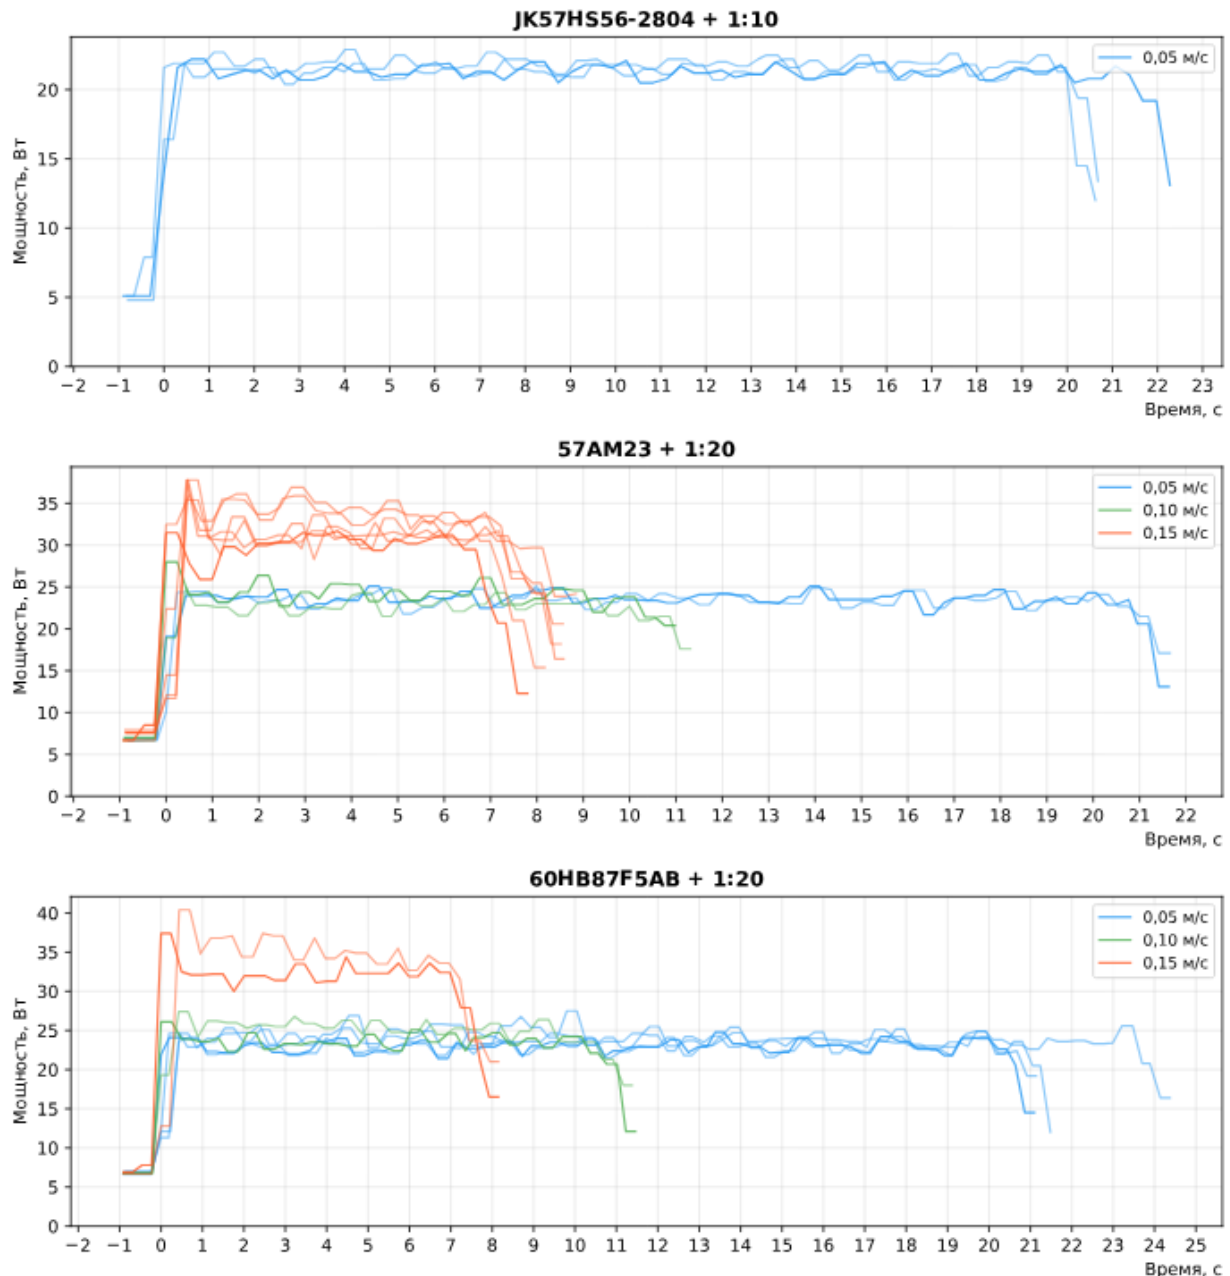 JK57HS56-2804 + 1:10
Мощность, Вт
20
15
10
5
0
0,05 м/с
−2 −1 0 1 2 3 4 5 6 7 8 9 10 11 12 13 14 15 16 17 18 19 20 21 22 23
Время, с
57AM23 + 1:20
Мощность, Вт
35
30
25
20
15
10
5
0
0,05 м/с
0,10 м/с
0,15 м/с
−2 −1 0 1 2 3 4 5 6 7 8 9 10 11 12 13 14 15 16 17 18 19 20 21 22
Время, с
60HB87F5AB + 1:20
Мощность, Вт
40
35
30
25
20
15
10
5
0
0,05 м/с
0,10 м/с
0,15 м/с
−2 −1 0 1 2 3 4 5 6 7 8 9 10 11 12 13 14 15 16 17 18 19 20 21 22 23 24 25
Время, с